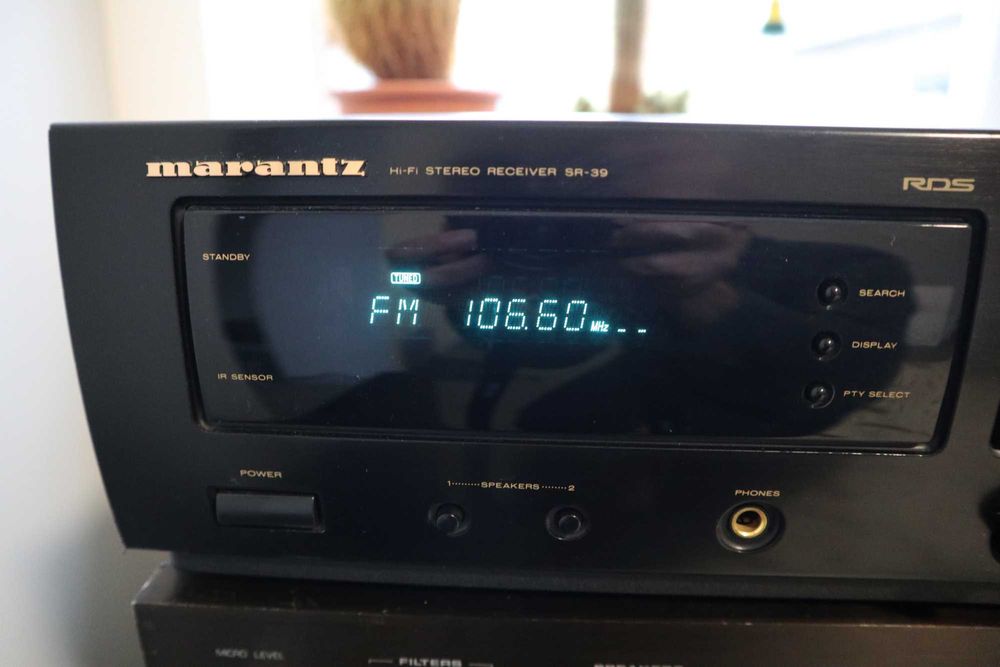 marantz Hi-Fi STEREO RECEIVER SR-39
RDS
STANDBY
TUNED
FM 106.60 MHz _ _
SEARCH
DISPLAY
IR SENSOR
PTY SELECT
POWER
1 ........ SPEAKERS ........ 2
PHONES
MICRO LEVEL
FILTERS
SPEAKERS